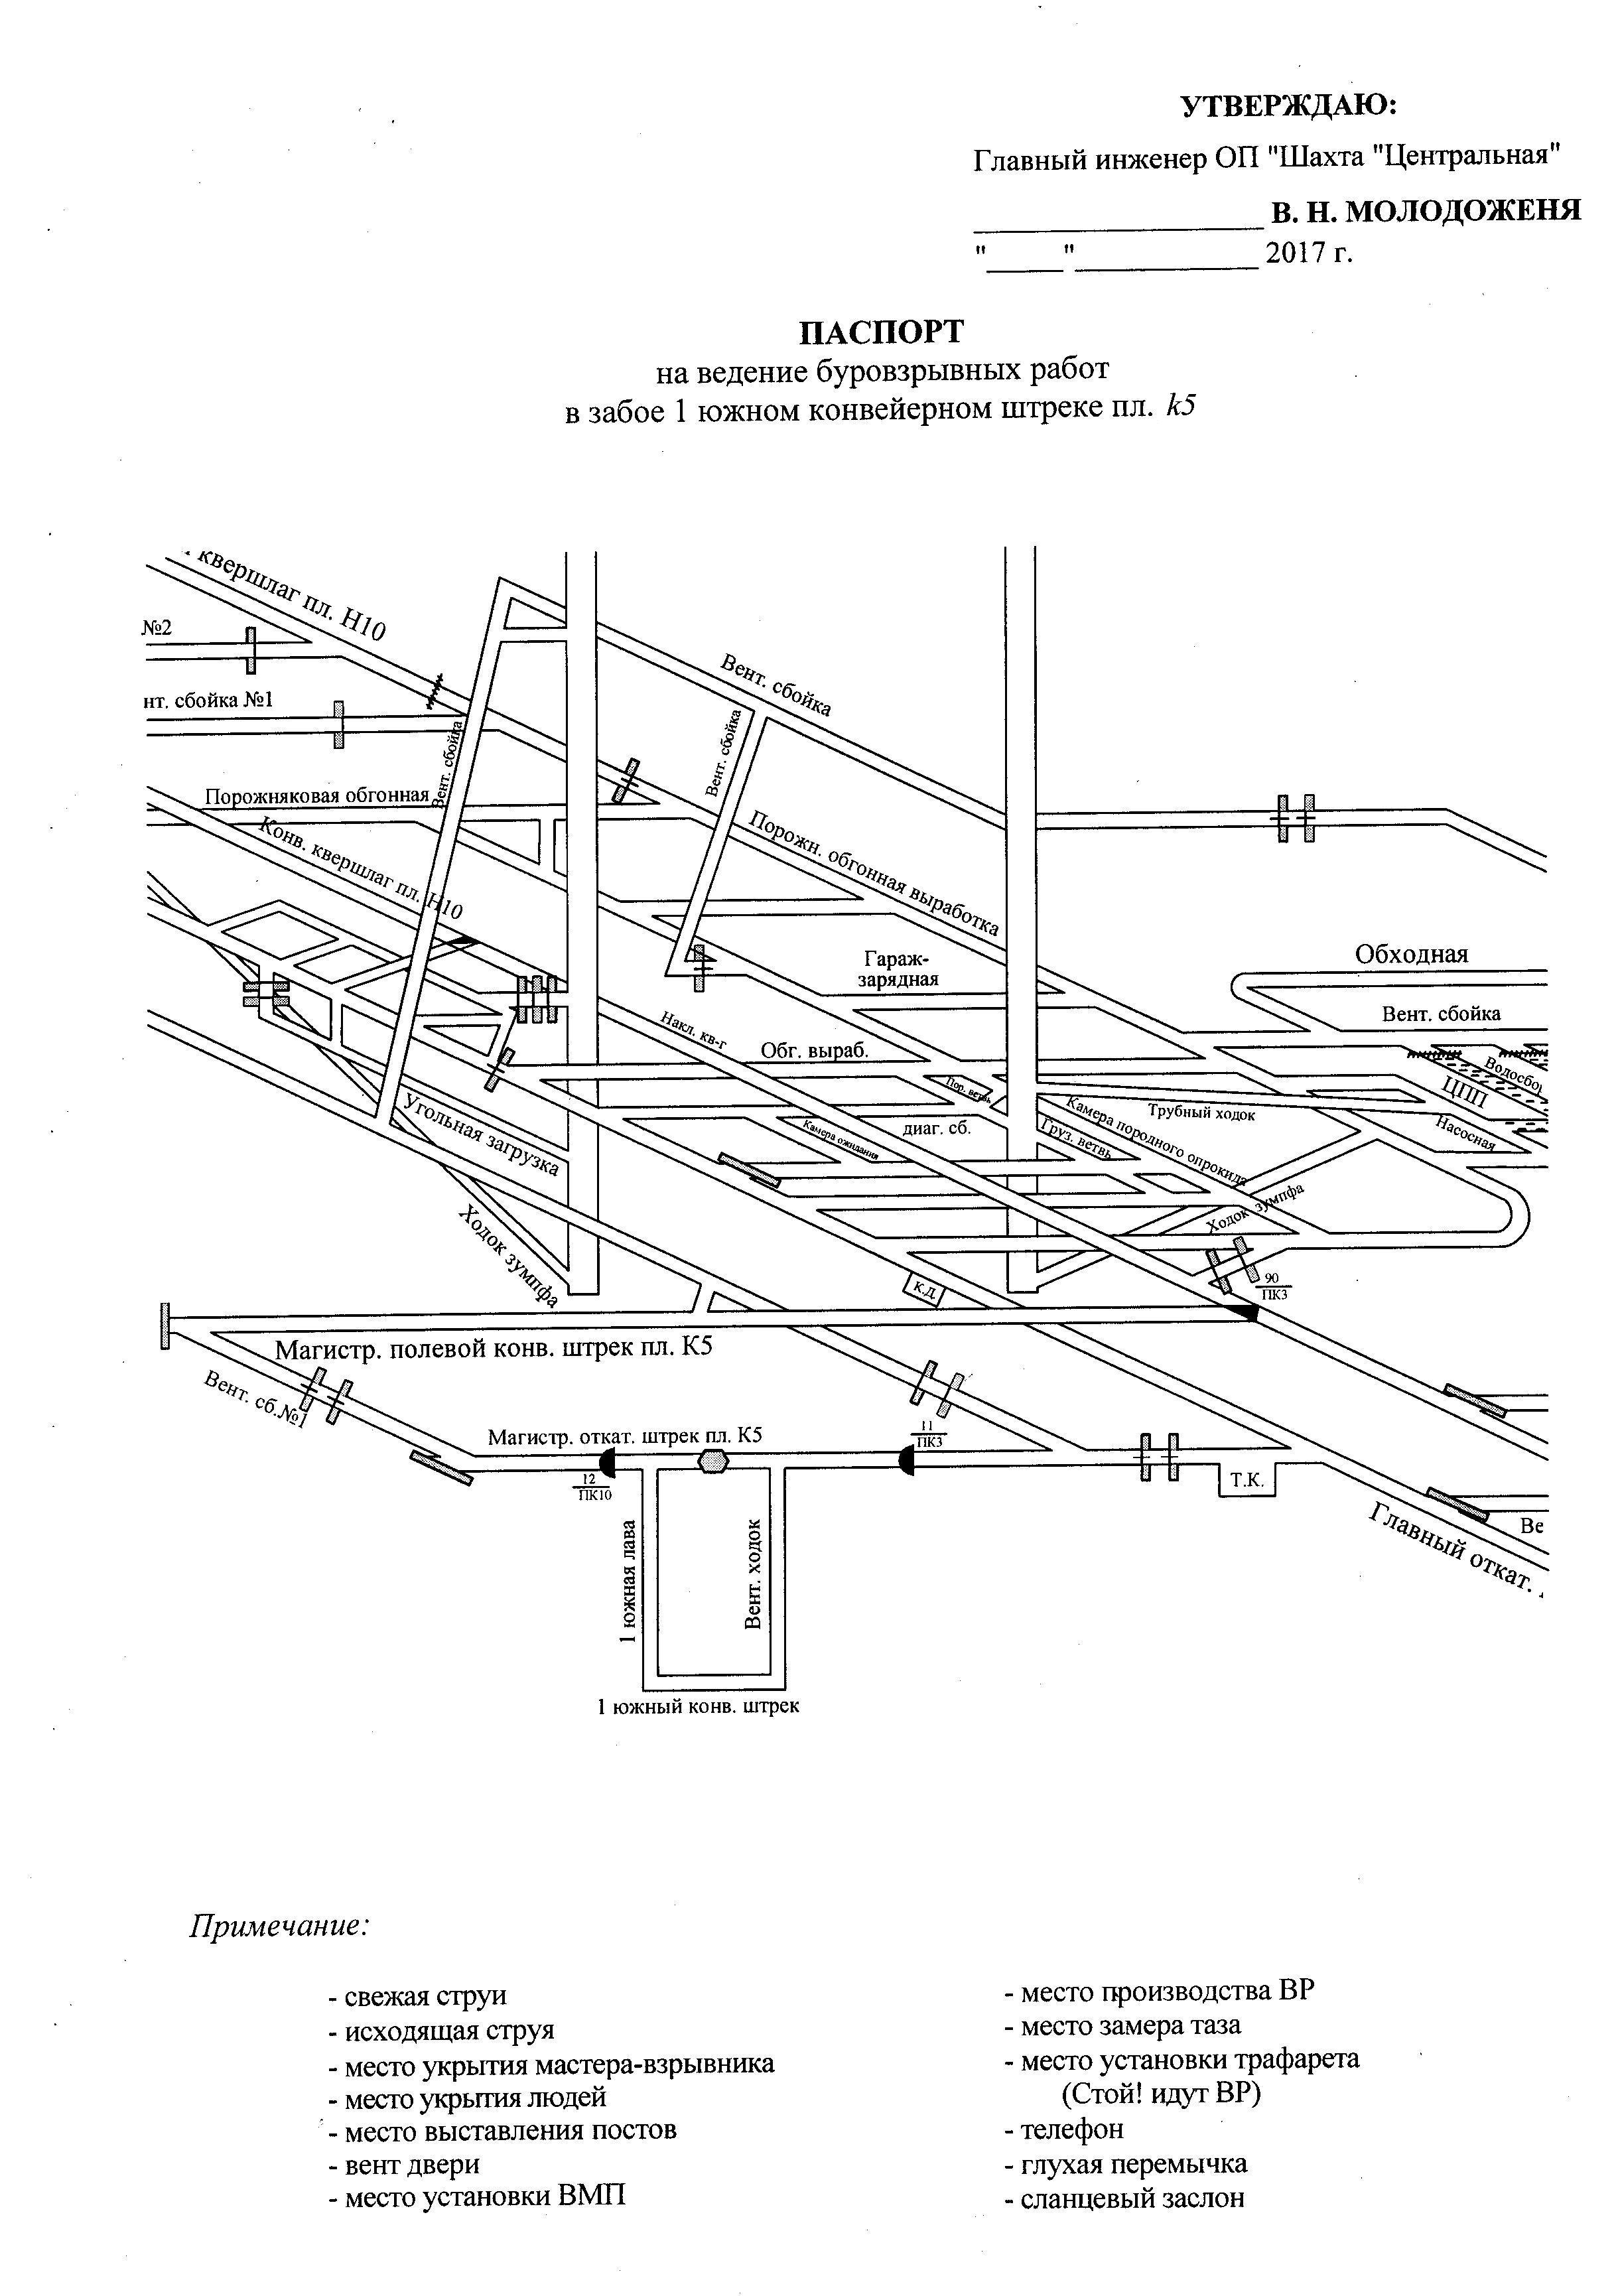 УТВЕРЖДАЮ:
Главный инженер ОП "Шахта "Центральная"
В. Н. МОЛОДОЖЕНЯ
"_____"____________ 2017 г.
ПАСПОРТ
на ведение буровзрывных работ
в забое 1 южном конвейерном штреке пл. k5
квершлаг пл. Н10
№2
нт. сбойка №1
Вент. сбойка
Вент. сбойка
Вент. сбойка
Порожняковая обгонная
Конв. квершлаг пл. Н10
Порожн. обгонная выработка
Гараж-
зарядная
Обходная
Вент. сбойка
Накл. кв-г
Обг. выраб.
Водосбо
ЦПП
Насосная
Пор. ветвь
Камера породного опрокида
Трубный ходок
Груз. ветвь
Камера ожидания
диаг. сб.
Угольная загрузка
Ходок зумпфа
Ходок зумпфа
к.д.
90
ПК3
Магистр. полевой конв. штрек пл. К5
Вент. сб.№1
Магистр. откат. штрек пл. К5
11
ПК3
12
ПК10
Т.К.
Ве
Главный откат.
1 южная лава
Вент. ходок
1 южный конв. штрек
Примечание:
- свежая струи
- исходящая струя
- место укрытия мастера-взрывника
- место укрытия людей
- место выставления постов
- вент двери
- место установки ВМП
- место производства ВР
- место замера таза
- место установки трафарета
(Стой! идут ВР)
- телефон
- глухая перемычка
- сланцевый заслон